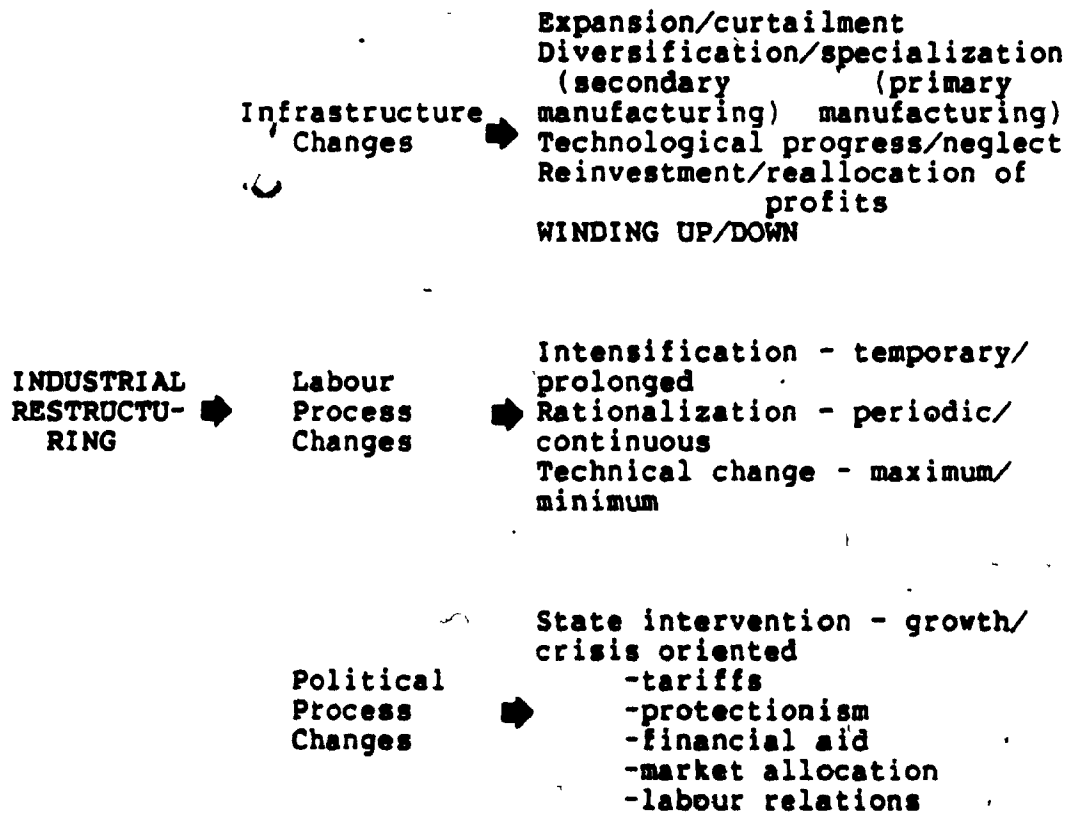 Expansion/curtailment
Diversification/specialization
(secondary (primary
Infrastructure manufacturing) manufacturing)
Changes Technological progress/neglect
Reinvestment/reallocation of
profits
WINDING UP/DOWN
Intensification - temporary/
INDUSTRIAL Labour prolonged
RESTRUCTU- Process Rationalization - periodic/
RING Changes continuous
Technical change - maximum/
minimum
State intervention - growth/
crisis oriented
Political -tariffs
Process -protectionism
Changes -financial aid
-market allocation
-labour relations